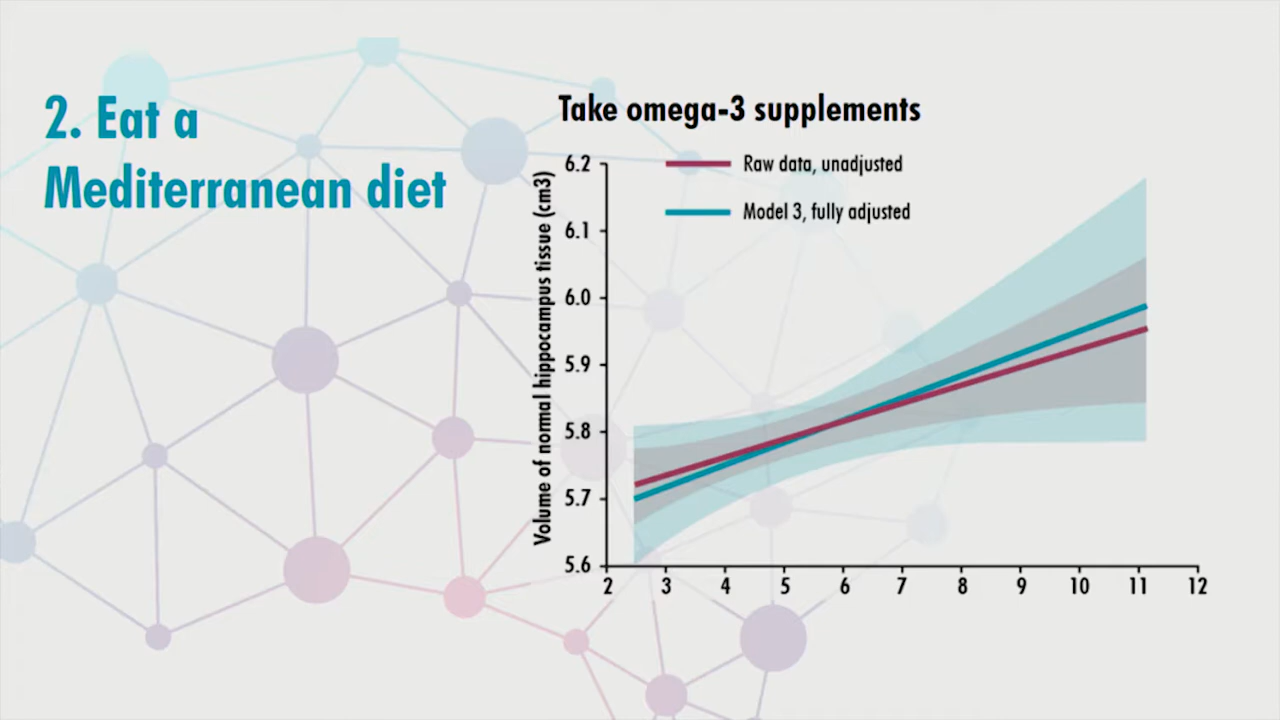 2. Eat a
Mediterranean diet
Take omega-3 supplements
Raw data, unadjusted
Model 3, fully adjusted
Volume of normal hippocampus tissue (cm3)
6.2
6.1
6.0
5.9
5.8
5.7
5.6
2 3 4 5 6 7 8 9 10 11 12